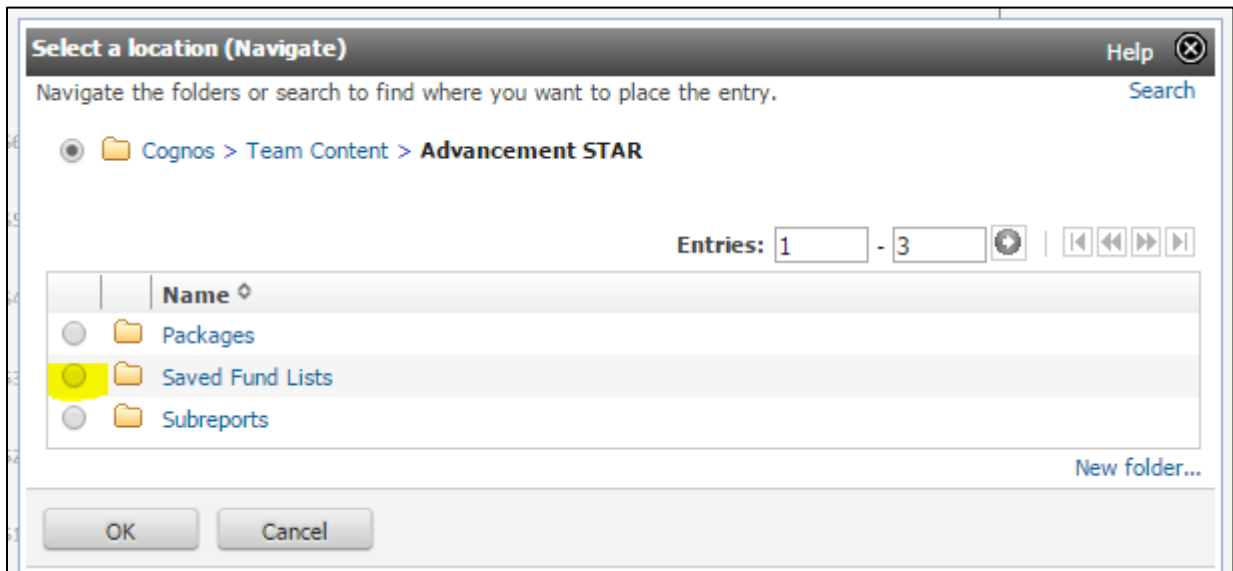 Select a location (Navigate) Help
Navigate the folders or search to find where you want to place the entry. Search
Cognos > Team Content > Advancement STAR
Entries: 1 - 3
Name
Packages
Saved Fund Lists
Subreports
New folder...
OK Cancel